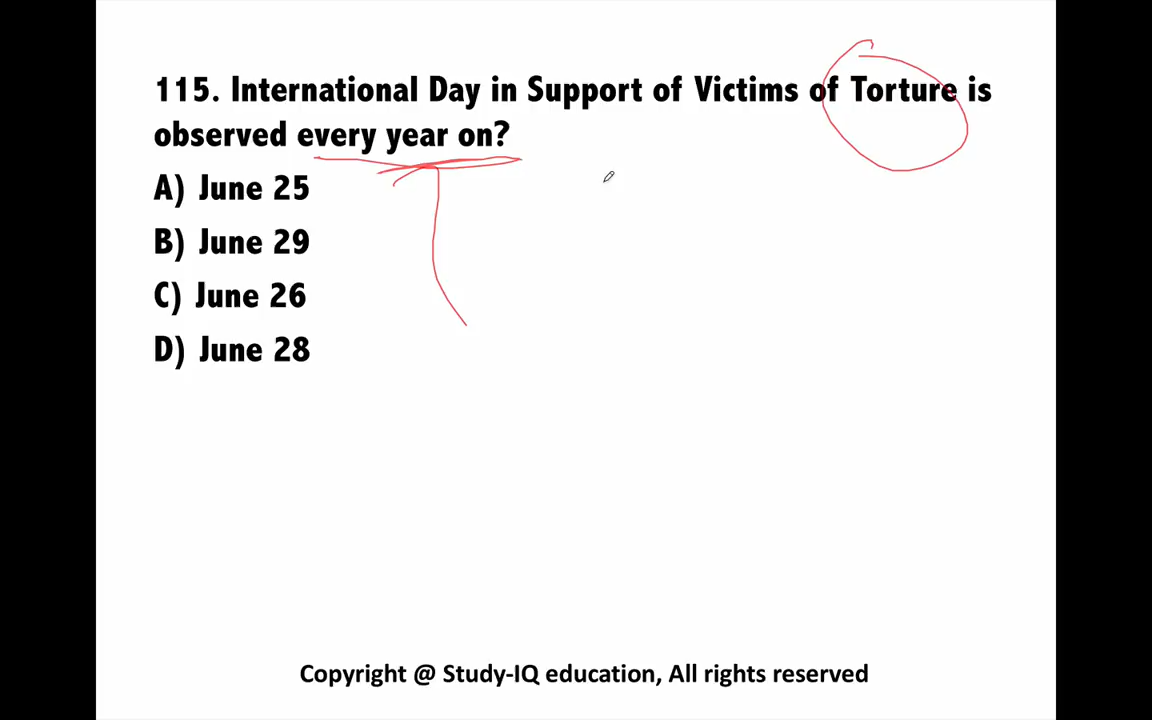 115. International Day in Support of Victims of Torture is
observed every year on?
A) June 25
B) June 29
C) June 26
D) June 28
Copyright @ Study-IQ education, All rights reserved